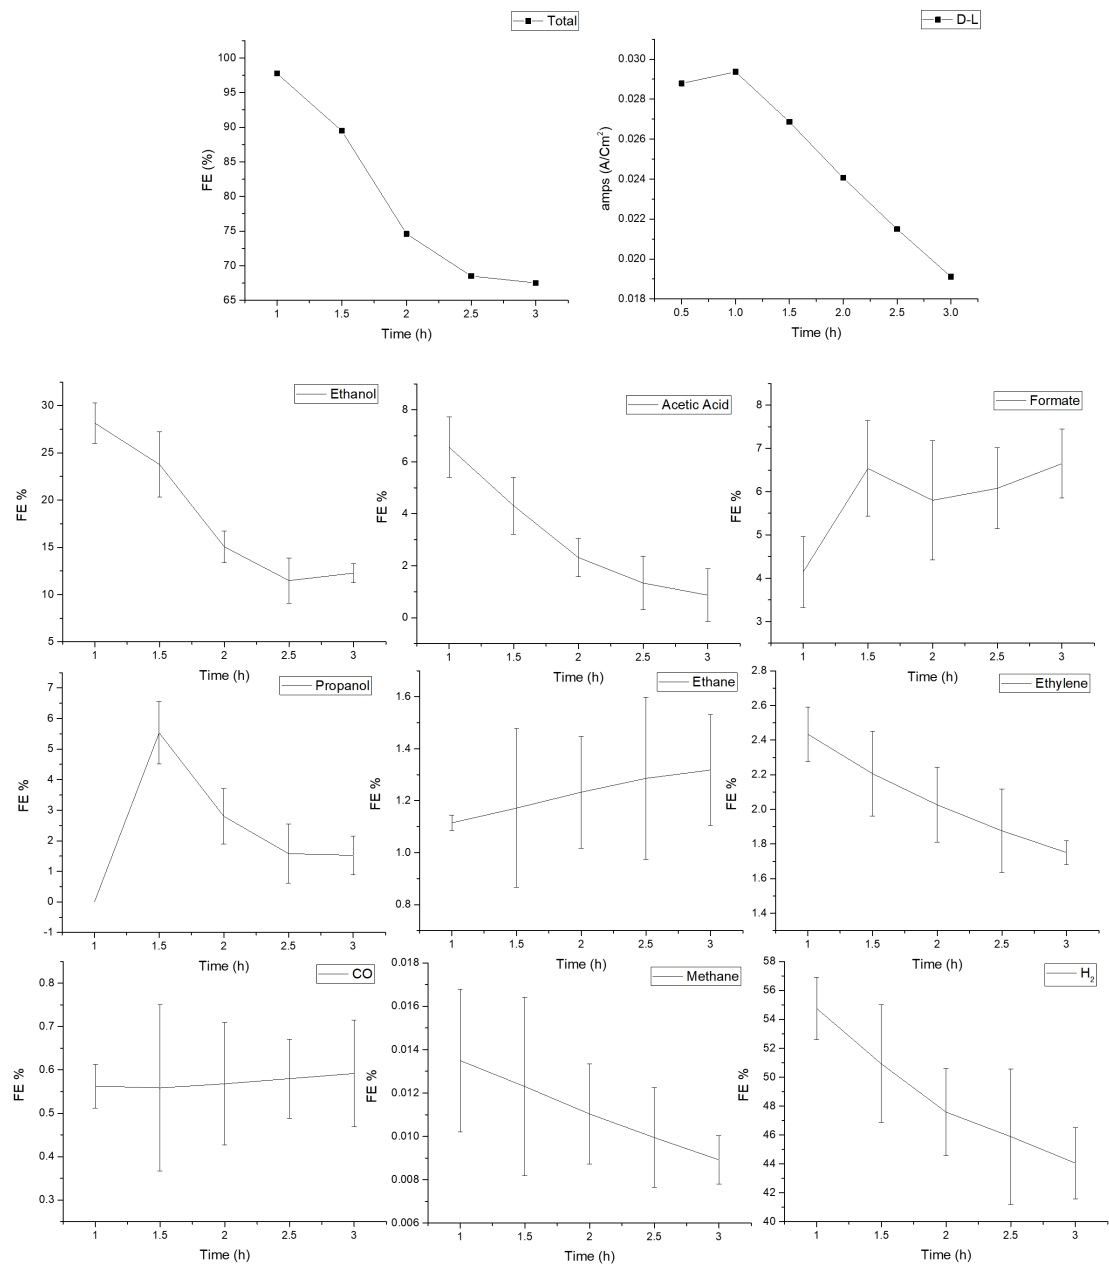 Total
100
95
90
85
80
75
70
65
FE (%)
1 1.5 2 2.5 3
Time (h)
D-L
0.030
0.028
0.026
0.024
0.022
0.020
0.018
amps (A/Cm²)
0.5 1.0 1.5 2.0 2.5 3.0
Time (h)
Ethanol
30
25
20
15
10
5
FE %
1 1.5 2 2.5 3
Time (h)
Acetic Acid
8
6
4
2
0
FE %
1 1.5 2 2.5 3
Time (h)
Formate
8
7
6
5
4
3
FE %
1 1.5 2 2.5 3
Time (h)
Propanol
7
6
5
4
3
2
1
0
-1
FE %
1 1.5 2 2.5 3
Time (h)
Ethane
1.6
1.4
1.2
1.0
0.8
FE %
1 1.5 2 2.5 3
Time (h)
Ethylene
2.8
2.6
2.4
2.2
2.0
1.8
1.6
1.4
FE %
1 1.5 2 2.5 3
Time (h)
CO
0.8
0.7
0.6
0.5
0.4
0.3
FE %
1 1.5 2 2.5 3
Time (h)
Methane
0.018
0.016
0.014
0.012
0.010
0.008
0.006
FE %
1 1.5 2 2.5 3
Time (h)
H₂
58
56
54
52
50
48
46
44
42
40
FE %
1 1.5 2 2.5 3
Time (h)